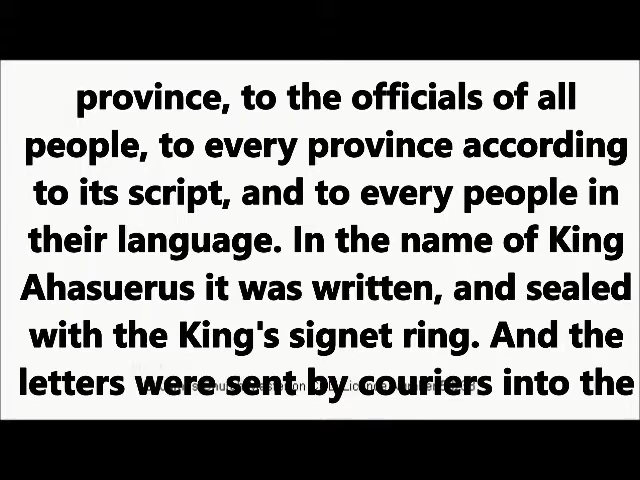 province, to the officials of all
people, to every province according
to its script, and to every people in
their language. In the name of King
Ahasuerus it was written, and sealed
with the King's signet ring. And the
letters were sent by couriers into the